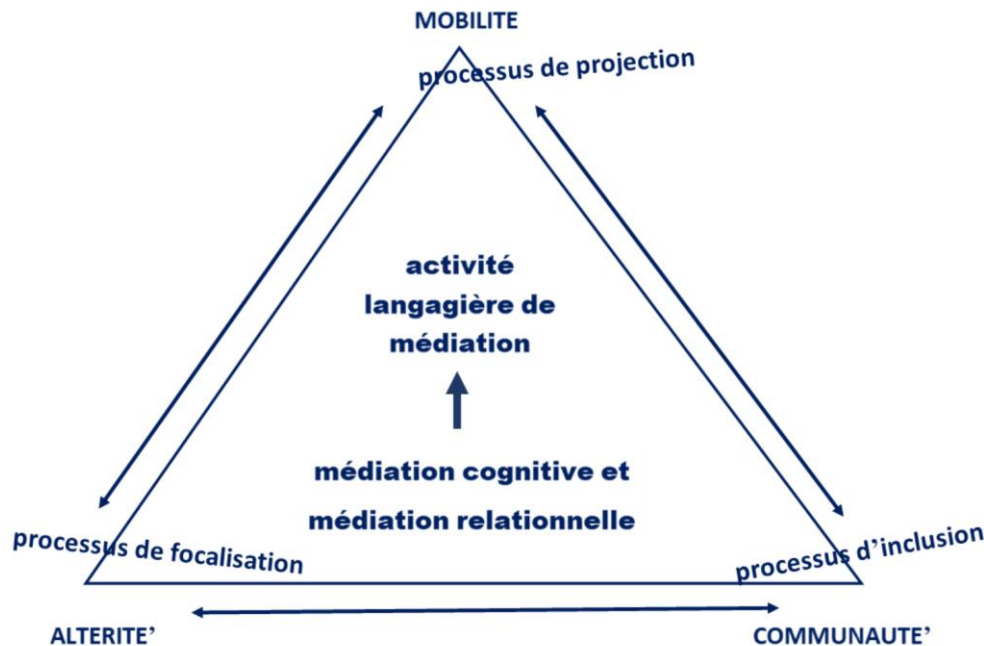 MOBILITE
processus de projection
activité
langagière de
médiation
médiation cognitive et
médiation relationnelle
processus de focalisation
processus d’inclusion
ALTERITE’
COMMUNAUTE’